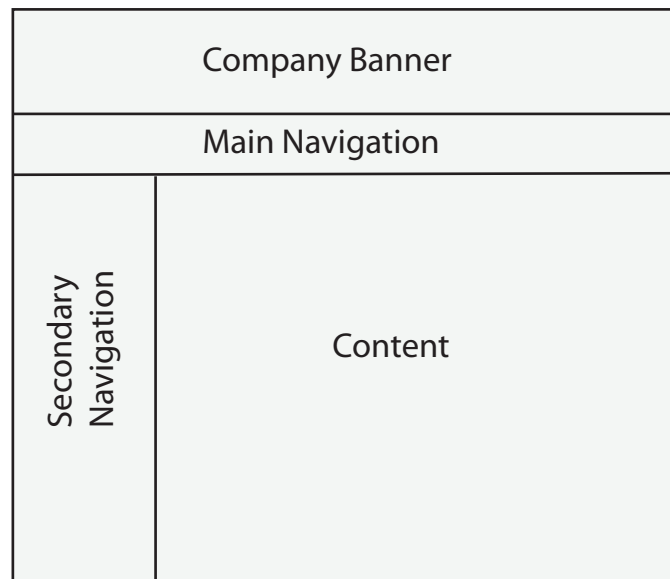 Company Banner
Main Navigation
Secondary
Navigation
Content